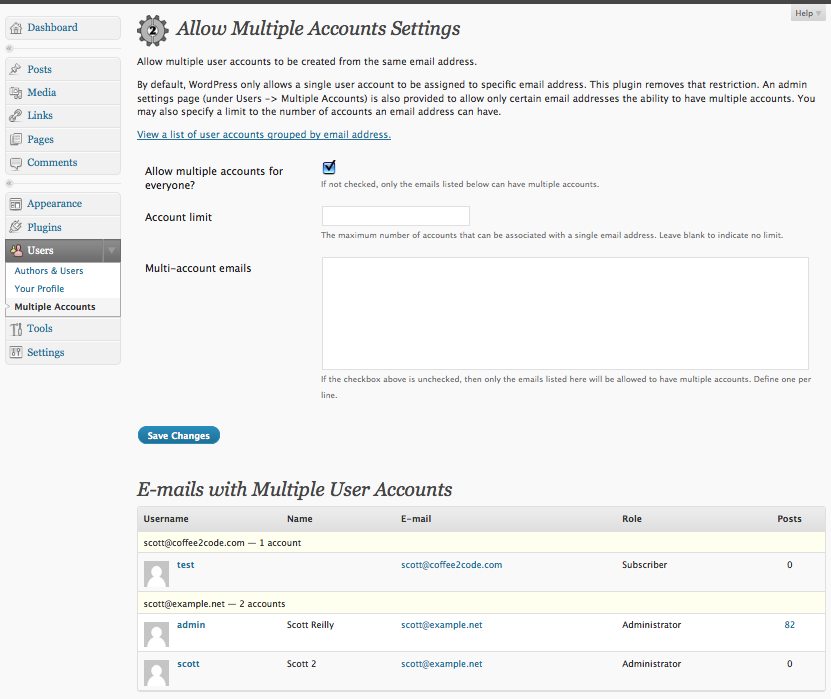 Help
Dashboard
Posts
Media
Links
Pages
Comments
Appearance
Plugins
Users
Authors & Users
Your Profile
Multiple Accounts
Tools
Settings
2
Allow Multiple Accounts Settings
Allow multiple user accounts to be created from the same email address.
By default, WordPress only allows a single user account to be assigned to specific email address. This plugin removes that restriction. An admin
settings page (under Users -> Multiple Accounts) is also provided to allow only certain email addresses the ability to have multiple accounts. You
may also specify a limit to the number of accounts an email address can have.
View a list of user accounts grouped by email address.
Allow multiple accounts for
everyone?
If not checked, only the emails listed below can have multiple accounts.
Account limit
The maximum number of accounts that can be associated with a single email address. Leave blank to indicate no limit.
Multi-account emails
If the checkbox above is unchecked, then only the emails listed here will be allowed to have multiple accounts. Define one per
line.
Save Changes
E-mails with Multiple User Accounts
Username Name E-mail Role Posts
scott@coffee2code.com — 1 account
test scott@coffee2code.com Subscriber 0
scott@example.net — 2 accounts
admin Scott Reilly scott@example.net Administrator 82
scott Scott 2 scott@example.net Administrator 0